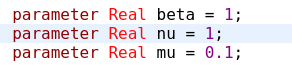 parameter Real beta = 1;
parameter Real nu = 1;
parameter Real mu = 0.1;